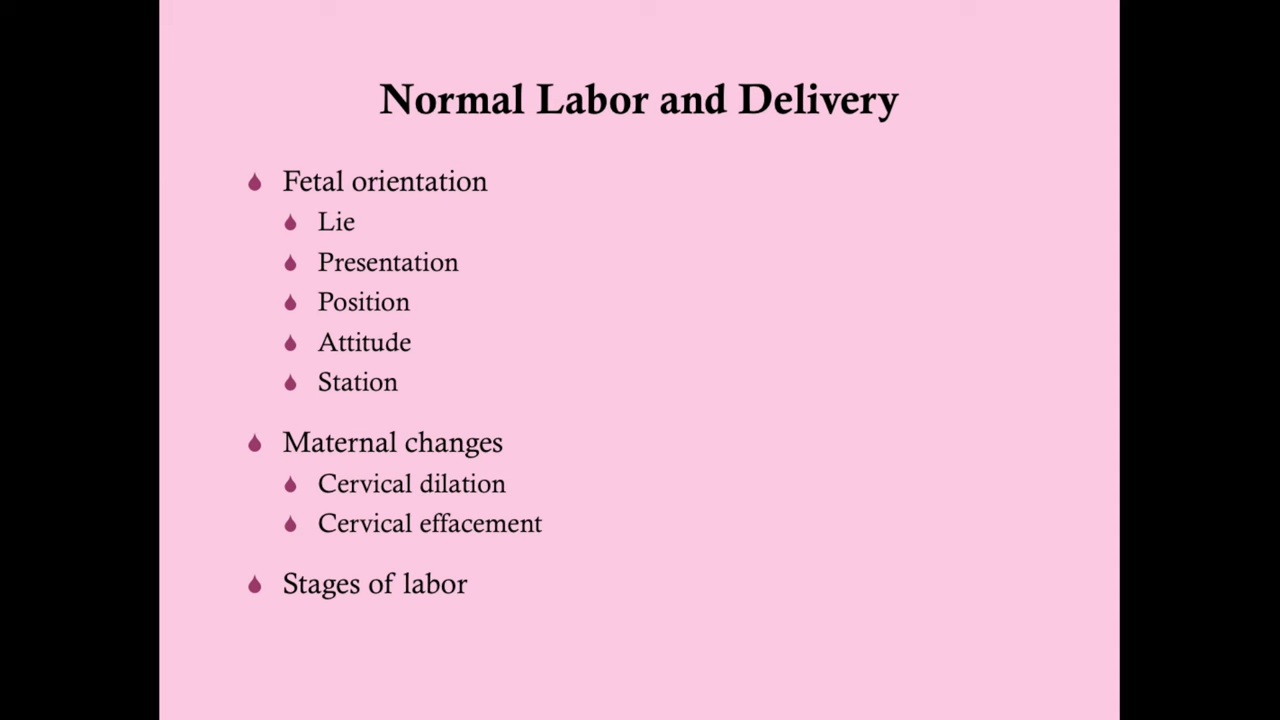 Normal Labor and Delivery
Fetal orientation
Lie
Presentation
Position
Attitude
Station
Maternal changes
Cervical dilation
Cervical effacement
Stages of labor